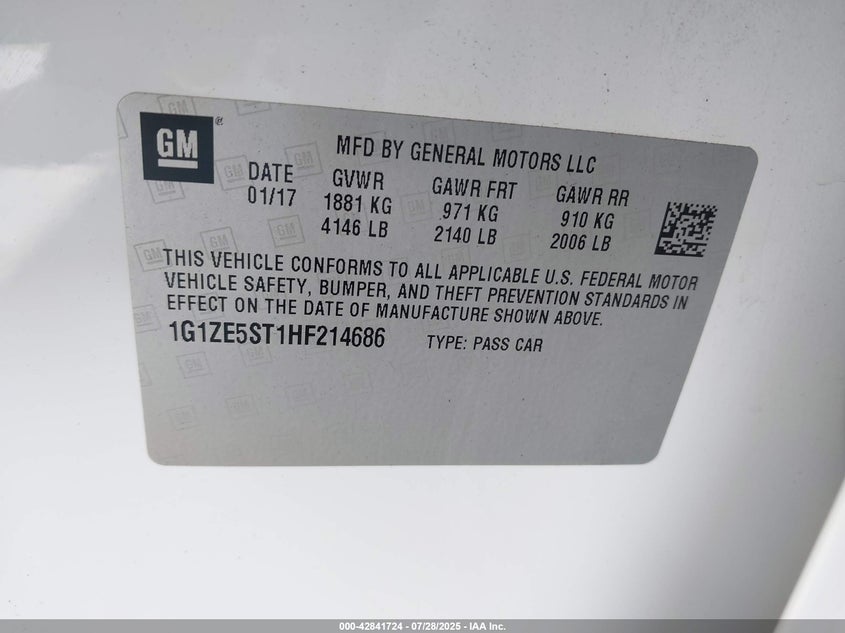 GM
MFD BY GENERAL MOTORS LLC
DATE GVWR GAWR FRT GAWR RR
01/17 1881 KG 971 KG 910 KG
4146 LB 2140 LB 2006 LB
THIS VEHICLE CONFORMS TO ALL APPLICABLE U.S. FEDERAL MOTOR
VEHICLE SAFETY, BUMPER, AND THEFT PREVENTION STANDARDS IN
EFFECT ON THE DATE OF MANUFACTURE SHOWN ABOVE.
1G1ZE5ST1HF214686 TYPE: PASS CAR
000-42841724 | 07/28/2025 - IAA Inc.